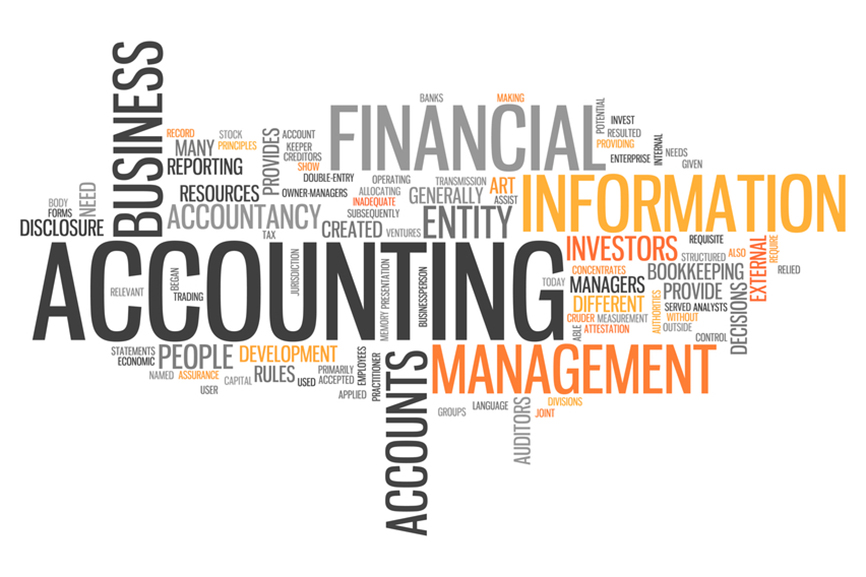 BUSINESS
BANKS
MAKING
FINANCIAL
POTENTIAL
INVEST
RESULTED
PROVIDING
ENTERPRISE
INTERNAL
NEEDS
GIVEN
RECORD
STOCK
MANY
PRINCIPLES
REPORTING
PROVIDES
ACCOUNT
KEEPER
CREDITORS
SHOW
DOUBLE-ENTRY
RESOURCES
OWNER-MANAGERS
OPERATING
ALLOCATING
INADEQUATE
SUBSEQUENTLY
TRANSMISSION
GENERALLY
ART
ASSIST
INFORMATION
BODY
FORMS
NEED
DISCLOSURE
ACCOUNTANCY
TAX
CREATED
VENTURES
ENTITY
ACCOUNTING
RELEVANT
BEGAN
TRADING
JURISDICTION
MEMORY PRESENTATION
BUSINESSPERSON
INVESTORS
REQUISITE
STRUCTURED
ALSO
EXTERNAL
REQUIRE
RELIED
TODAY
CONCENTRATES
BOOKKEEPING
MANAGERS
PROVIDE
DIFFERENT
AUTHORITIES
SERVED ANALYSTS
CRUDER
MEASUREMENT
WITHOUT
OUTSIDE
ABLE
ATTESTATION
CONTROL
DECISIONS
STATEMENTS
ECONOMIC
PEOPLE
DEVELOPMENT
NAMED
ASSURANCE
USER
CAPITAL
RULES
USED
PRIMARILY
ACCEPTED
APPLIED
EMPLOYEES
PRACTITIONER
ACCOUNTS
MANAGEMENT
GROUPS
LANGUAGE
AUDITORS
DIVISIONS
JOINT